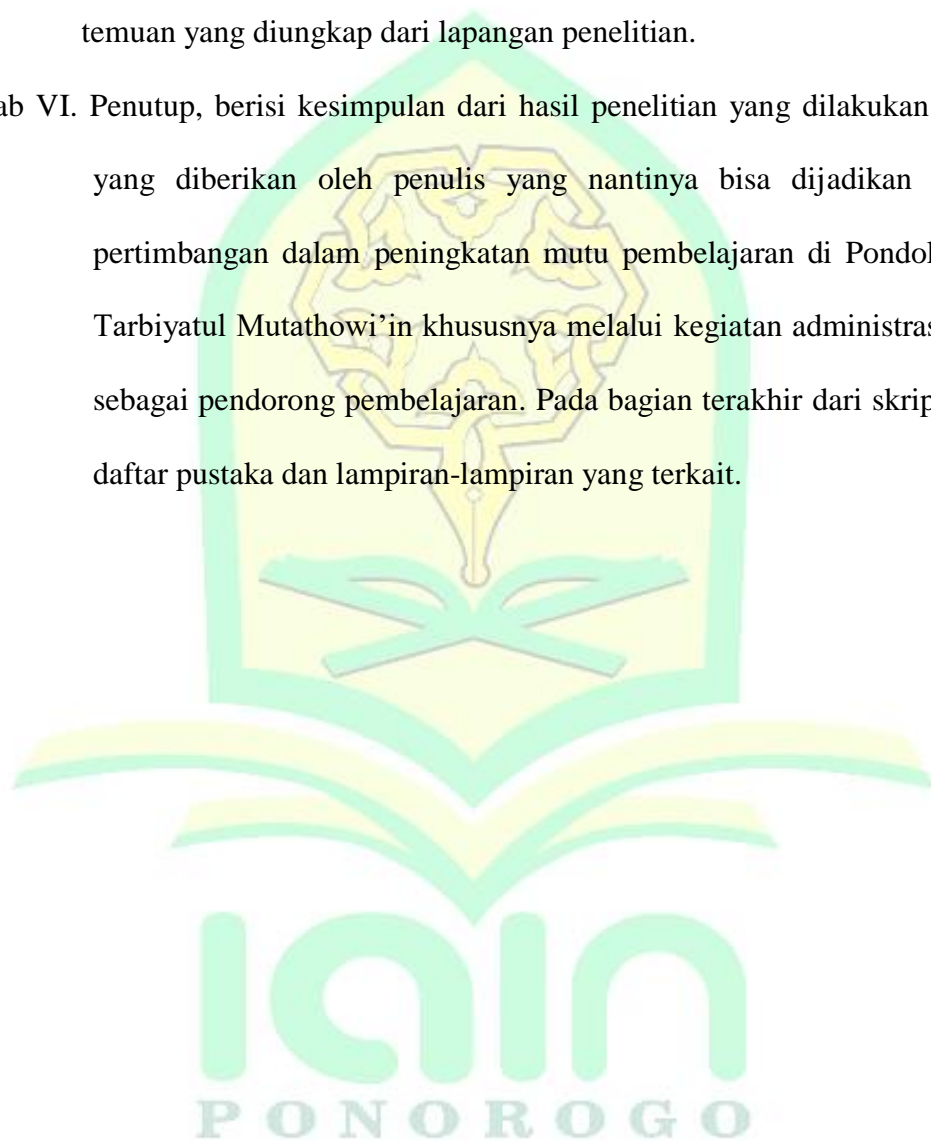 temuan yang diungkap dari lapangan penelitian.
ab VI. Penutup, berisi kesimpulan dari hasil penelitian yang dilakukan
yang diberikan oleh penulis yang nantinya bisa dijadikan
pertimbangan dalam peningkatan mutu pembelajaran di Pondok
Tarbiyatul Mutathowi’in khususnya melalui kegiatan administras
sebagai pendorong pembelajaran. Pada bagian terakhir dari skrip
daftar pustaka dan lampiran-lampiran yang terkait.
iain
PONOROGO